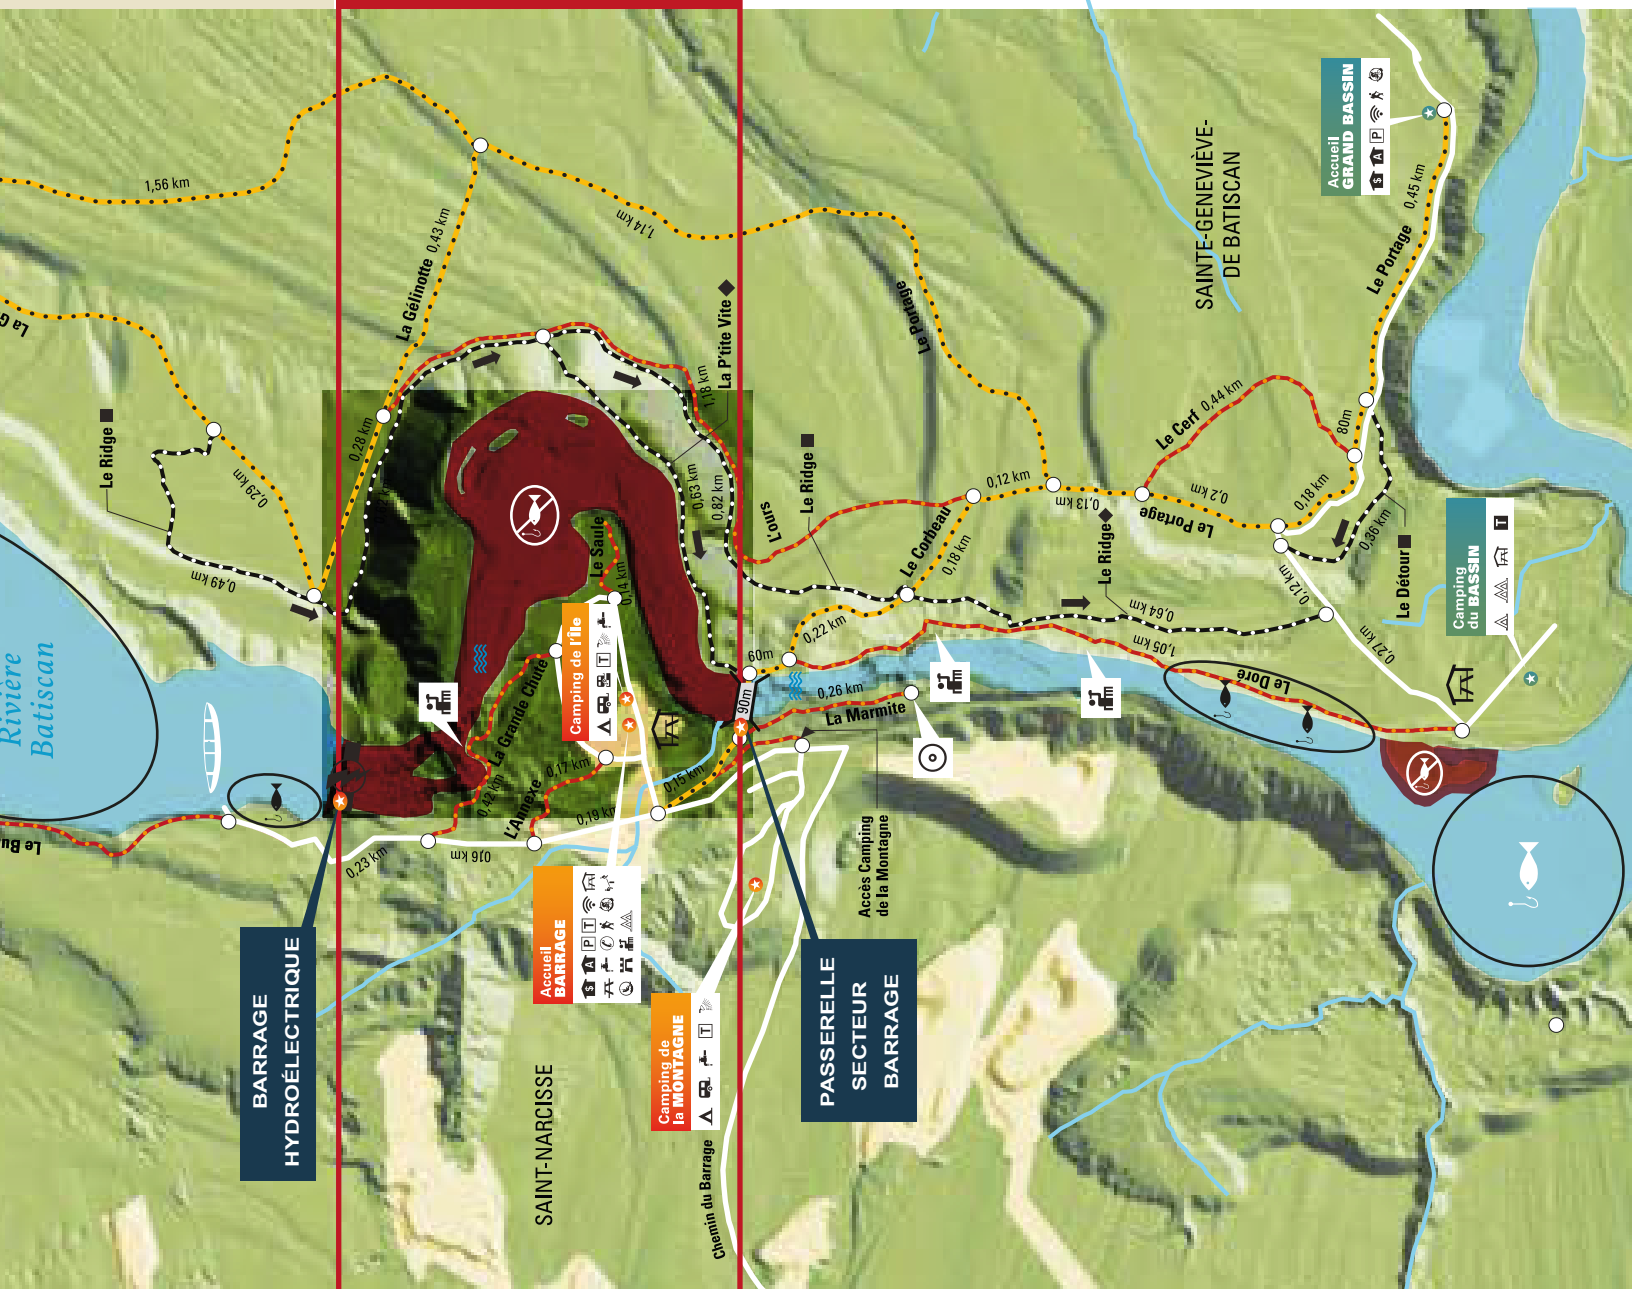 1,56 km
La Gélinotte 0,43 km
1,14 km
La G
Le Ridge
0,29 km
0,49 km
0,28 km
Rivière
Batiscan
La P'tite Vite
1,18 km
0,63 km
0,82 km
Le Saule
0,14 km
Camping de l'Île
T
La Grande Chute
0,42 km
L'Annexe
0,17 km
0,19 km
0,15 km
0,16 km
0,23 km
Le Bu
60m
90m
L'ours
Le Ridge
Le Corbeau
0,18 km
0,22 km
0,26 km
La Marmite
Accès Camping
de la Montagne
Le Portage
0,12 km
0,13 km
Le Ridge
0,64 km
1,05 km
Le Doré
Le Portage
0,2 km
Le Cerf 0,44 km
0,18 km
80m
0,36 km
Le Détour
0,12 km
0,27 km
Le Portage
0,45 km
SAINTE-GENEVIÈVE-
DE BATISCAN
Accueil
GRAND BASSIN
$ A P
Camping
du BASSIN
T
Accueil
BARRAGE
$ A P T
Camping de
la MONTAGNE
T
Chemin du Barrage
SAINT-NARCISSE
BARRAGE
HYDROÉLECTRIQUE
PASSERELLE
SECTEUR
BARRAGE